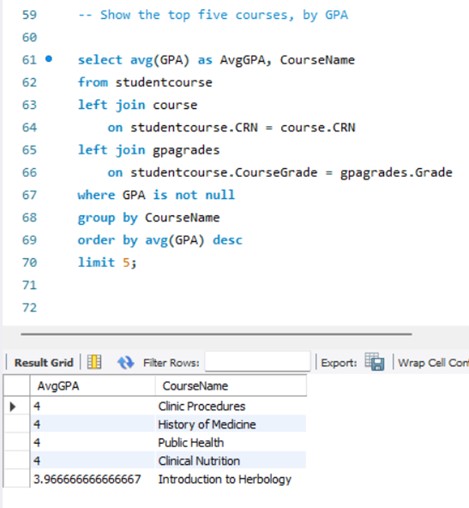 59 -- Show the top five courses, by GPA
60
61 select avg(GPA) as AvgGPA, CourseName
62 from studentcourse
63 left join course
64 on studentcourse.CRN = course.CRN
65 left join gpagrades
66 on studentcourse.CourseGrade = gpagrades.Grade
67 where GPA is not null
68 group by CourseName
69 order by avg(GPA) desc
70 limit 5;
71
72
Result Grid Filter Rows: Export: Wrap Cell Con
AvgGPA CourseName
4 Clinic Procedures
4 History of Medicine
4 Public Health
4 Clinical Nutrition
3.966666666666667 Introduction to Herbology